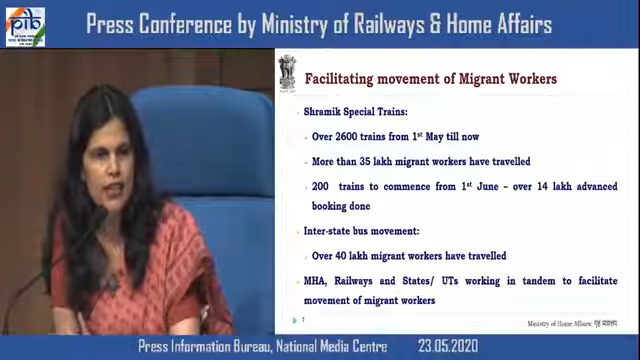 pib
Press Conference by Ministry of Railways & Home Affairs
Facilitating movement of Migrant Workers
Shramik Special Trains:
Over 2600 trains from 1st May till now
More than 35 lakh migrant workers have travelled
200 trains to commence from 1st June – over 14 lakh advanced
booking done
Inter-state bus movement:
Over 40 lakh migrant workers have travelled
MHA, Railways and States/ UTs working in tandem to facilitate
movement of migrant workers
1
Ministry of Home Affairs
Press Information Bureau, National Media Centre 23.05.2020